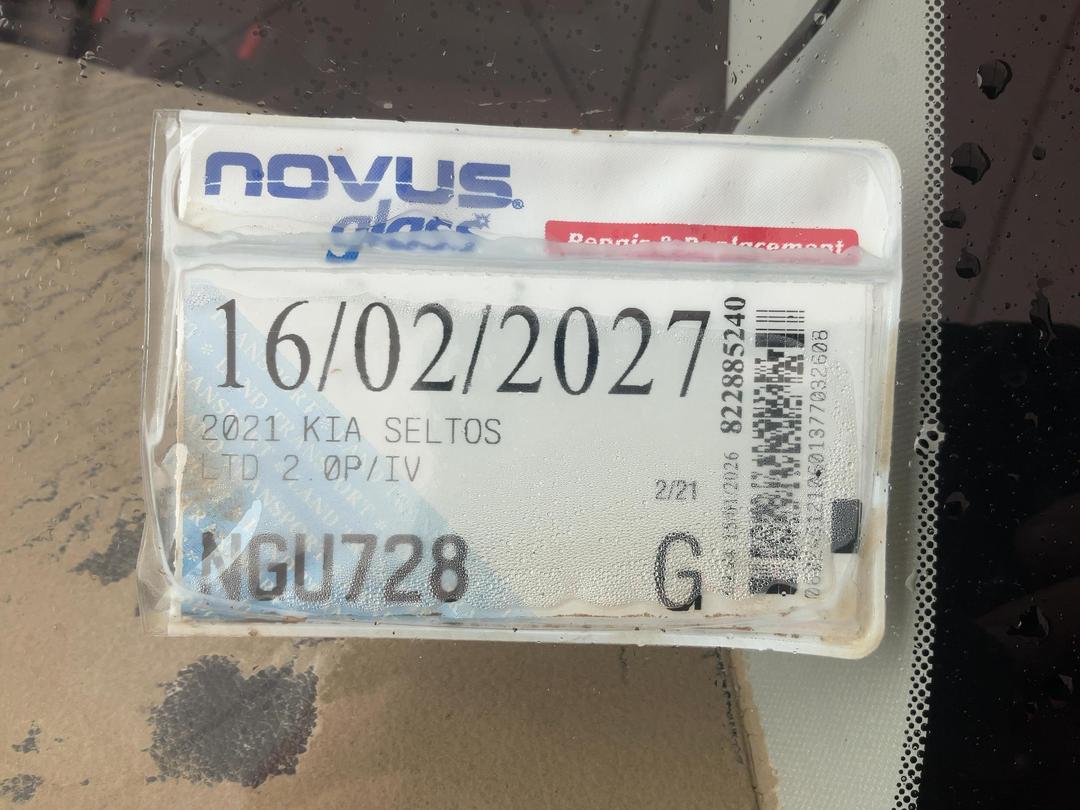 novus®
glass
Repair & Replacement
16/02/2027
2021 KIA SELTOS
LTD 2.0P/IV
2/21
NGU728
G
822885240